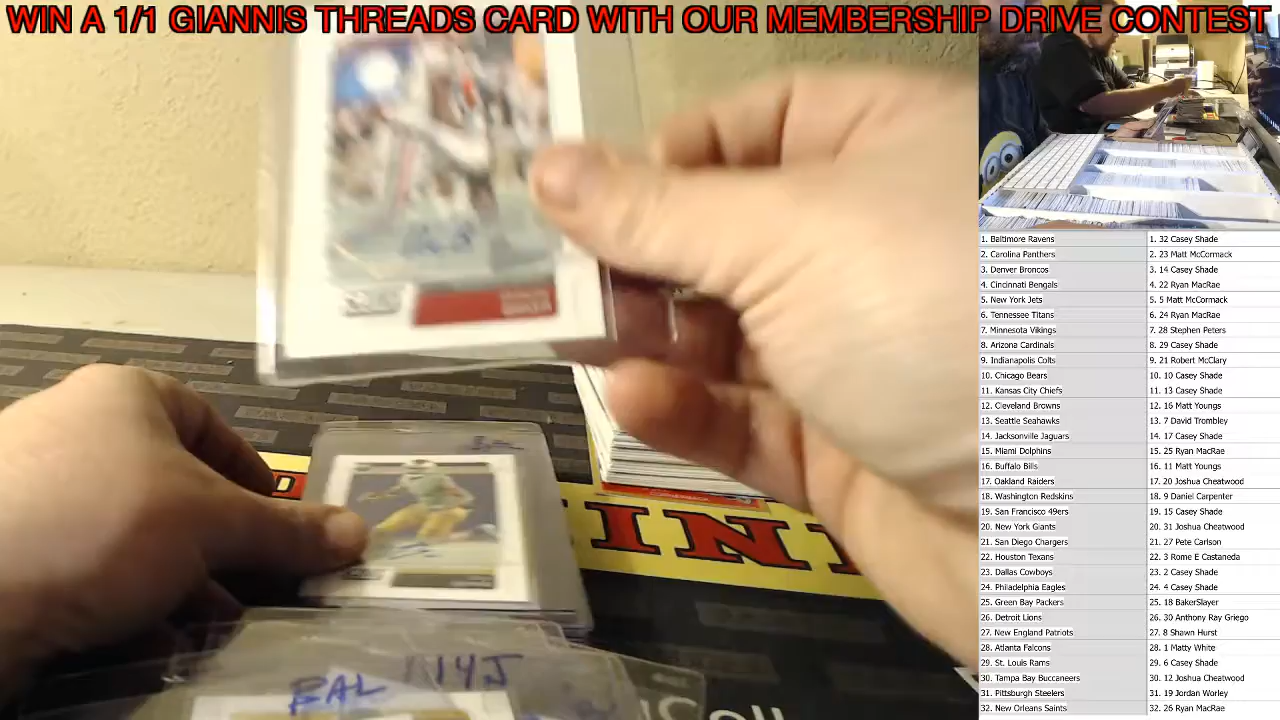 WIN A 1/1 GIANNIS THREADS CARD WITH OUR MEMBERSHIP DRIVE CONTEST
1. Baltimore Ravens 1. 32 Casey Shade
2. Carolina Panthers 2. 23 Matt McCormack
3. Denver Broncos 3. 14 Casey Shade
4. Cincinnati Bengals 4. 22 Ryan MacRae
5. New York Jets 5. 5 Matt McCormack
6. Tennessee Titans 6. 24 Ryan MacRae
7. Minnesota Vikings 7. 28 Stephen Peters
8. Arizona Cardinals 8. 29 Casey Shade
9. Indianapolis Colts 9. 21 Robert McClary
10. Chicago Bears 10. 10 Casey Shade
11. Kansas City Chiefs 11. 13 Casey Shade
12. Cleveland Browns 12. 16 Matt Youngs
13. Seattle Seahawks 13. 7 David Trombley
14. Jacksonville Jaguars 14. 17 Casey Shade
15. Miami Dolphins 15. 25 Ryan MacRae
16. Buffalo Bills 16. 11 Matt Youngs
17. Oakland Raiders 17. 20 Joshua Cheatwood
18. Washington Redskins 18. 9 Daniel Carpenter
19. San Francisco 49ers 19. 15 Casey Shade
20. New York Giants 20. 31 Joshua Cheatwood
21. San Diego Chargers 21. 27 Pete Carlson
22. Houston Texans 22. 3 Rome E Castaneda
23. Dallas Cowboys 23. 2 Casey Shade
24. Philadelphia Eagles 24. 4 Casey Shade
25. Green Bay Packers 25. 18 BakerSlayer
26. Detroit Lions 26. 30 Anthony Ray Griego
27. New England Patriots 27. 8 Shawn Hurst
28. Atlanta Falcons 28. 1 Matty White
29. St. Louis Rams 29. 6 Casey Shade
30. Tampa Bay Buccaneers 30. 12 Joshua Cheatwood
31. Pittsburgh Steelers 31. 19 Jordan Worley
32. New Orleans Saints 32. 26 Ryan MacRae
BAL /145